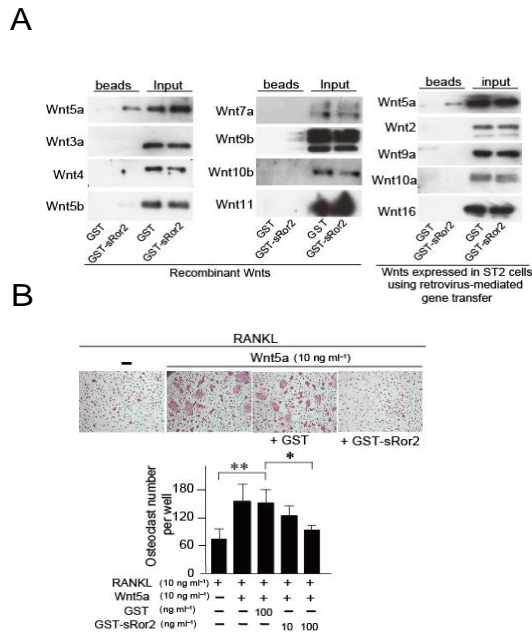 A
beads Input
Wnt5a
Wnt3a
Wnt4
Wnt5b
GST
GST-sRor2
GST
GST-sRor2
beads Input
Wnt7a
Wnt9b
Wnt10b
Wnt11
GST
GST-sRor2
GST
GST-sRor2
Recombinant Wnts
beads input
Wnt5a
Wnt2
Wnt9a
Wnt10a
Wnt16
GST
GST-sRor2
GST
GST-sRor2
Wnts expressed in ST2 cells
using retrovirus-mediated
gene transfer
B
RANKL
– Wnt5a (10 ng ml⁻¹)
+ GST + GST-sRor2
Osteoclast number
per well
180
120
60
0
** *
RANKL (10 ng ml⁻¹) + + + + +
Wnt5a (10 ng ml⁻¹) – + + + +
GST (ng ml⁻¹) – – 100 – –
GST-sRor2 (ng ml⁻¹) – – – 10 100